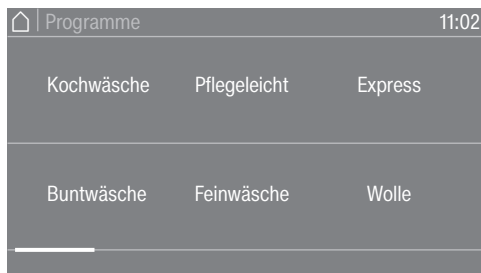 Programme 11:02
Kochwäsche Pflegeleicht Express
Buntwäsche Feinwäsche Wolle